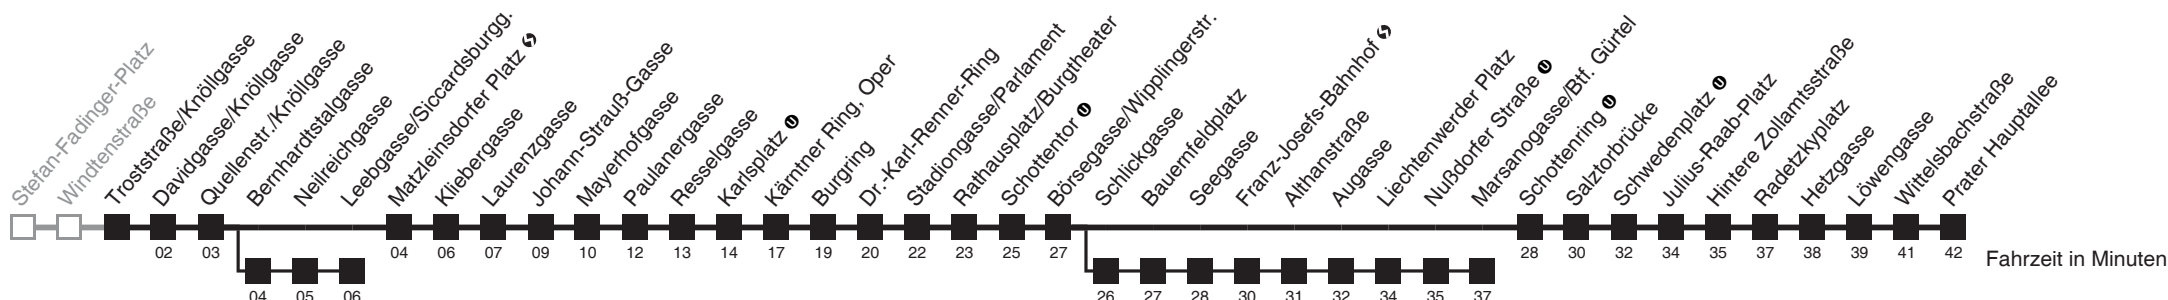 Stefan-Fadinger-Platz
Windtenstraße
Troststraße/Knöllgasse
Davidgasse/Knöllgasse
Quellenstr./Knöllgasse
Bernhardtstalgasse
Neilreichgasse
Leebgasse/Siccardsburgg.
Matzleinsdorfer Platz
Kliebergasse
Laurenzgasse
Johann-Strauß-Gasse
Mayerhofgasse
Paulanergasse
Resselgasse
Karlsplatz U
Kärntner Ring, Oper
Burgring
Dr.-Karl-Renner-Ring
Stadiongasse/Parlament
Rathausplatz/Burgtheater
Schottentor U
Börsegasse/Wipplingerstr.
Schlickgasse
Bauernfeldplatz
Seegasse
Franz-Josefs-Bahnhof
Althanstraße
Augasse
Liechtenwerder Platz
Nußdorfer Straße U
Marsanogasse/Btf. Gürtel
Schottenring U
Salztorbrücke
Schwedenplatz U
Julius-Raab-Platz
Hintere Zollamtsstraße
Radetzkyplatz
Hetzgasse
Löwengasse
Wittelsbachstraße
Prater Hauptallee
02 03 04 06 07 09 10 12 13 14 17 19 20 22 23 25 27 28 30 32 34 35 37 38 39 41 42
Fahrzeit in Minuten
04 05 06 26 27 28 30 31 32 34 35 37